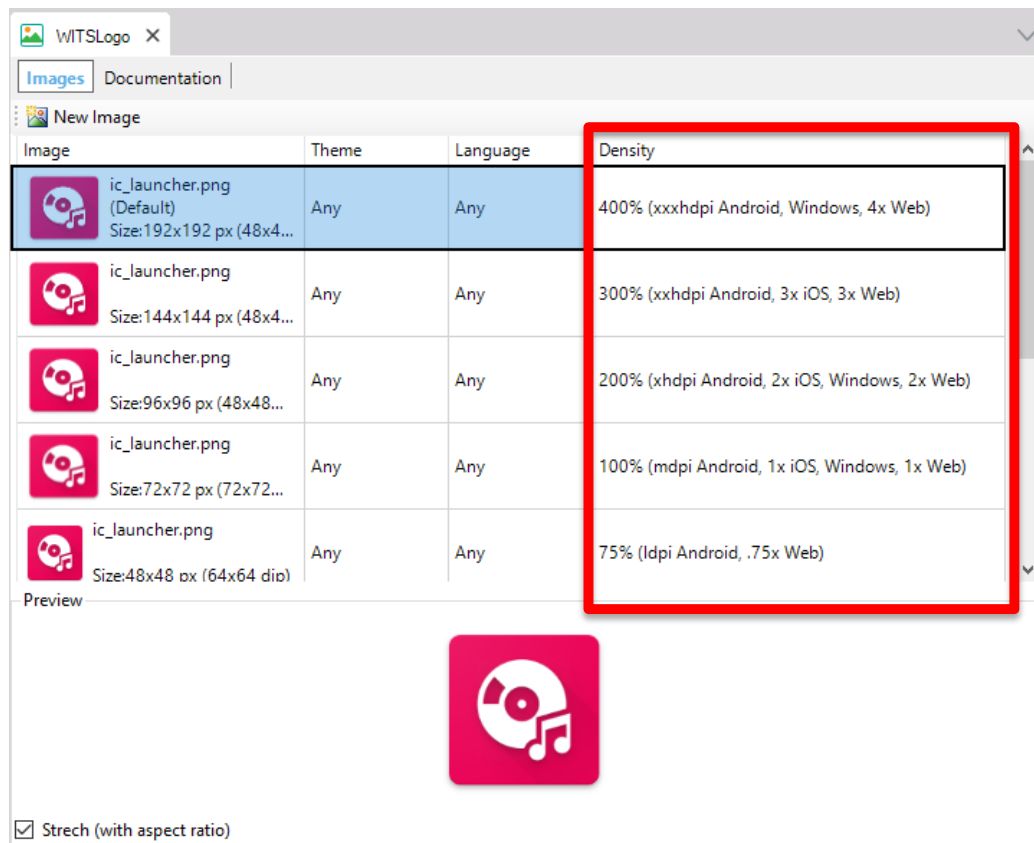 WITSLogo
Images Documentation
New Image
Image Theme Language Density
ic_launcher.png
(Default)
Size:192x192 px (48x4...
Any Any 400% (xxxhdpi Android, Windows, 4x Web)
ic_launcher.png
Size:144x144 px (48x4...
Any Any 300% (xxhdpi Android, 3x iOS, 3x Web)
ic_launcher.png
Size:96x96 px (48x48...
Any Any 200% (xhdpi Android, 2x iOS, Windows, 2x Web)
ic_launcher.png
Size:72x72 px (72x72...
Any Any 100% (mdpi Android, 1x iOS, Windows, 1x Web)
ic_launcher.png
Size:48x48 px (64x64 dip)
Any Any 75% (ldpi Android, .75x Web)
Preview
Strech (with aspect ratio)